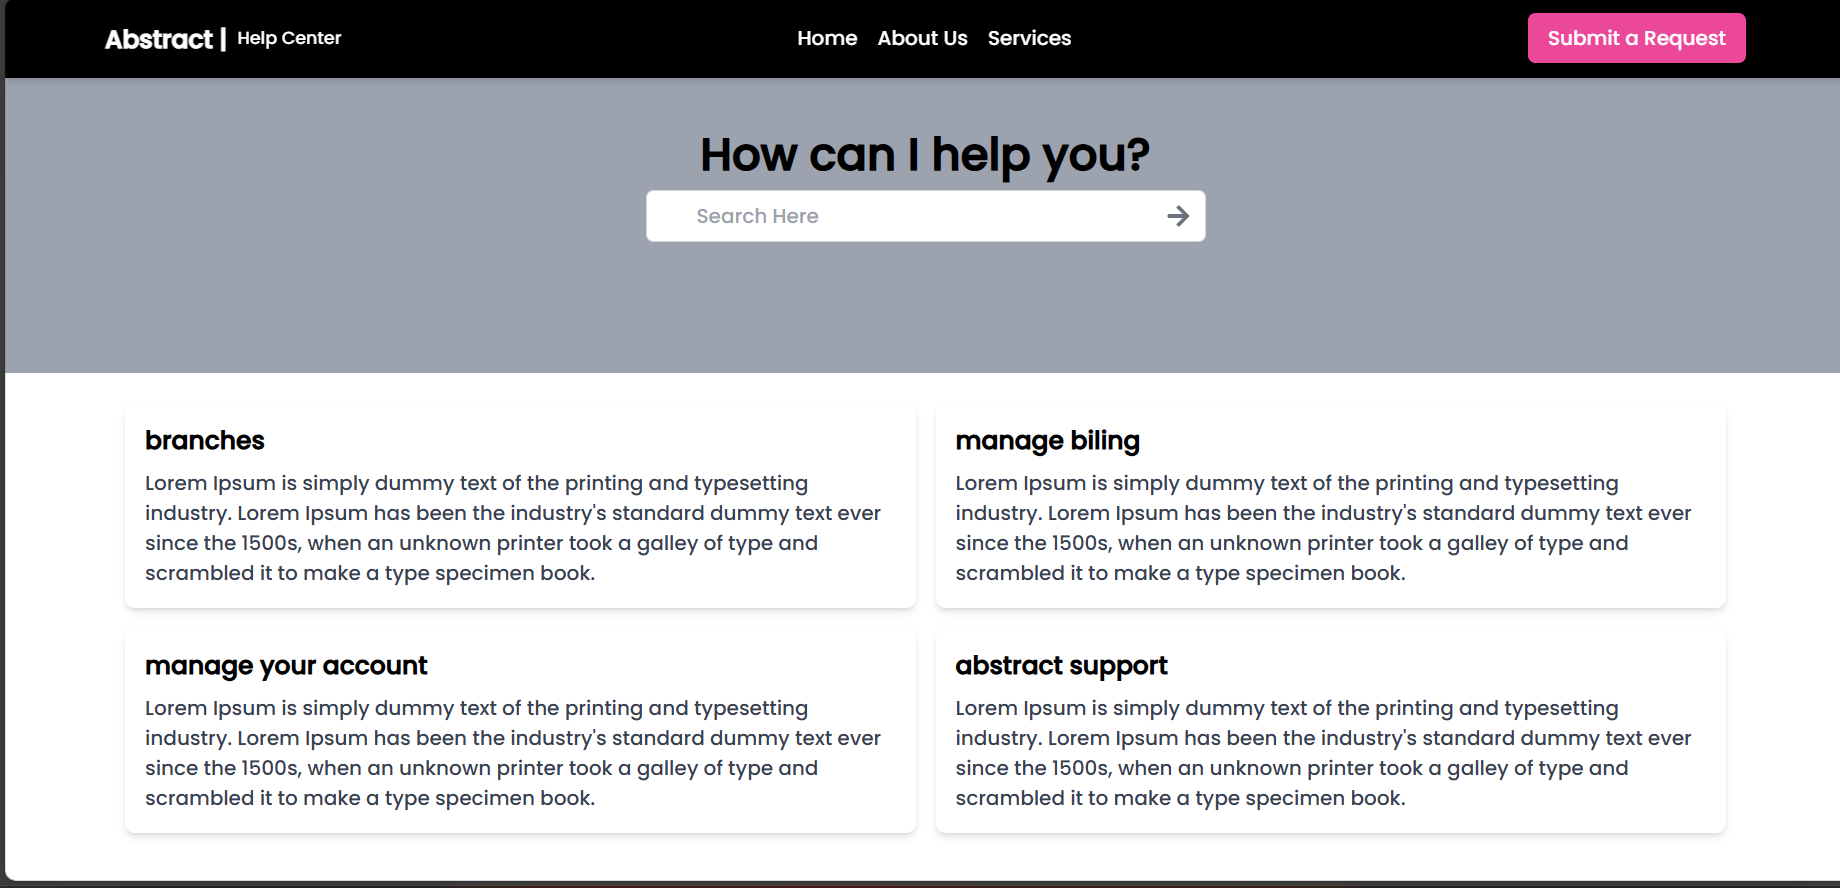 Abstract | Help Center
Home About Us Services
Submit a Request
How can I help you?
Search Here
branches
Lorem Ipsum is simply dummy text of the printing and typesetting
industry. Lorem Ipsum has been the industry's standard dummy text ever
since the 1500s, when an unknown printer took a galley of type and
scrambled it to make a type specimen book.
manage biling
Lorem Ipsum is simply dummy text of the printing and typesetting
industry. Lorem Ipsum has been the industry's standard dummy text ever
since the 1500s, when an unknown printer took a galley of type and
scrambled it to make a type specimen book.
manage your account
Lorem Ipsum is simply dummy text of the printing and typesetting
industry. Lorem Ipsum has been the industry's standard dummy text ever
since the 1500s, when an unknown printer took a galley of type and
scrambled it to make a type specimen book.
abstract support
Lorem Ipsum is simply dummy text of the printing and typesetting
industry. Lorem Ipsum has been the industry's standard dummy text ever
since the 1500s, when an unknown printer took a galley of type and
scrambled it to make a type specimen book.